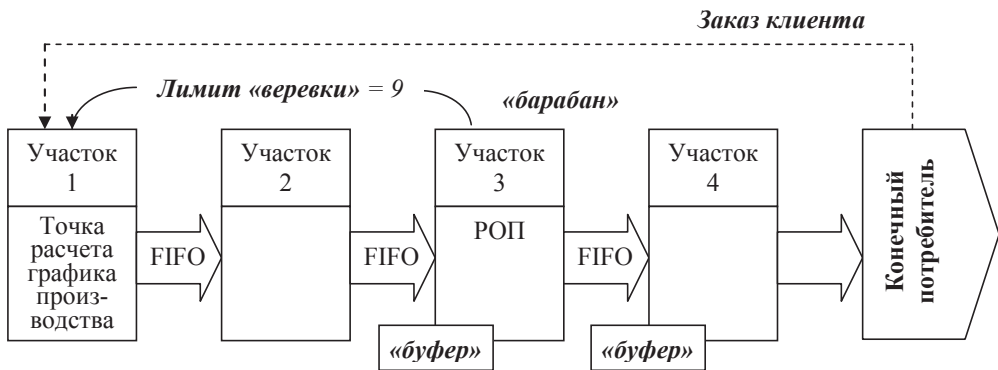 Заказ клиента
Лимит «веревки» = 9
«барабан»
Участок
1
Точка
расчета
графика
произ-
водства
FIFO
Участок
2
FIFO
Участок
3
РОП
«буфер»
FIFO
Участок
4
«буфер»
Конечный
потребитель